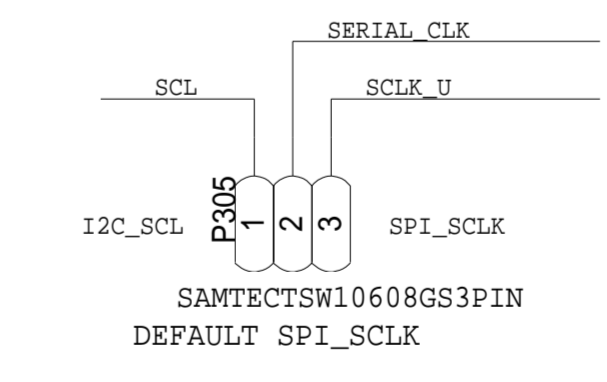 SERIAL_CLK
SCL
SCLK_U
P305
1
2
3
I2C_SCL
SPI_SCLK
SAMTECTSW10608GS3PIN
DEFAULT SPI_SCLK